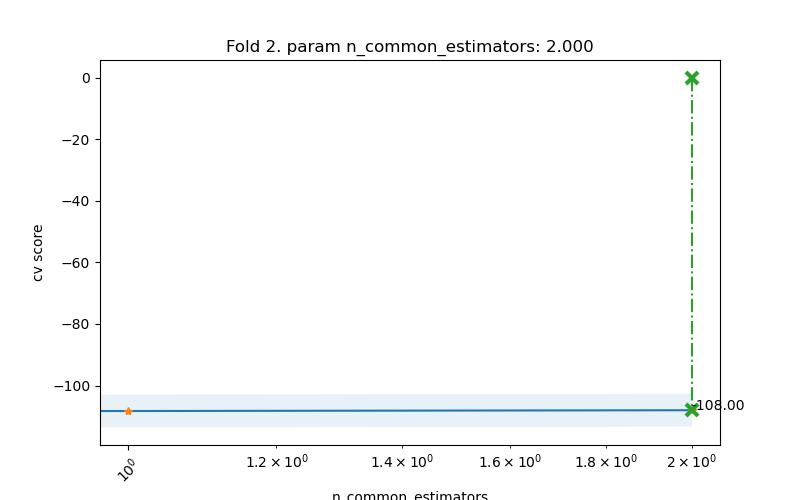 Fold 2. param n_common_estimators: 2.000
cv score
0
−20
−40
−60
−80
−100
-108.00
10⁰
1.2 × 10⁰
1.4 × 10⁰
1.6 × 10⁰
1.8 × 10⁰
2 × 10⁰
n_common_estimators